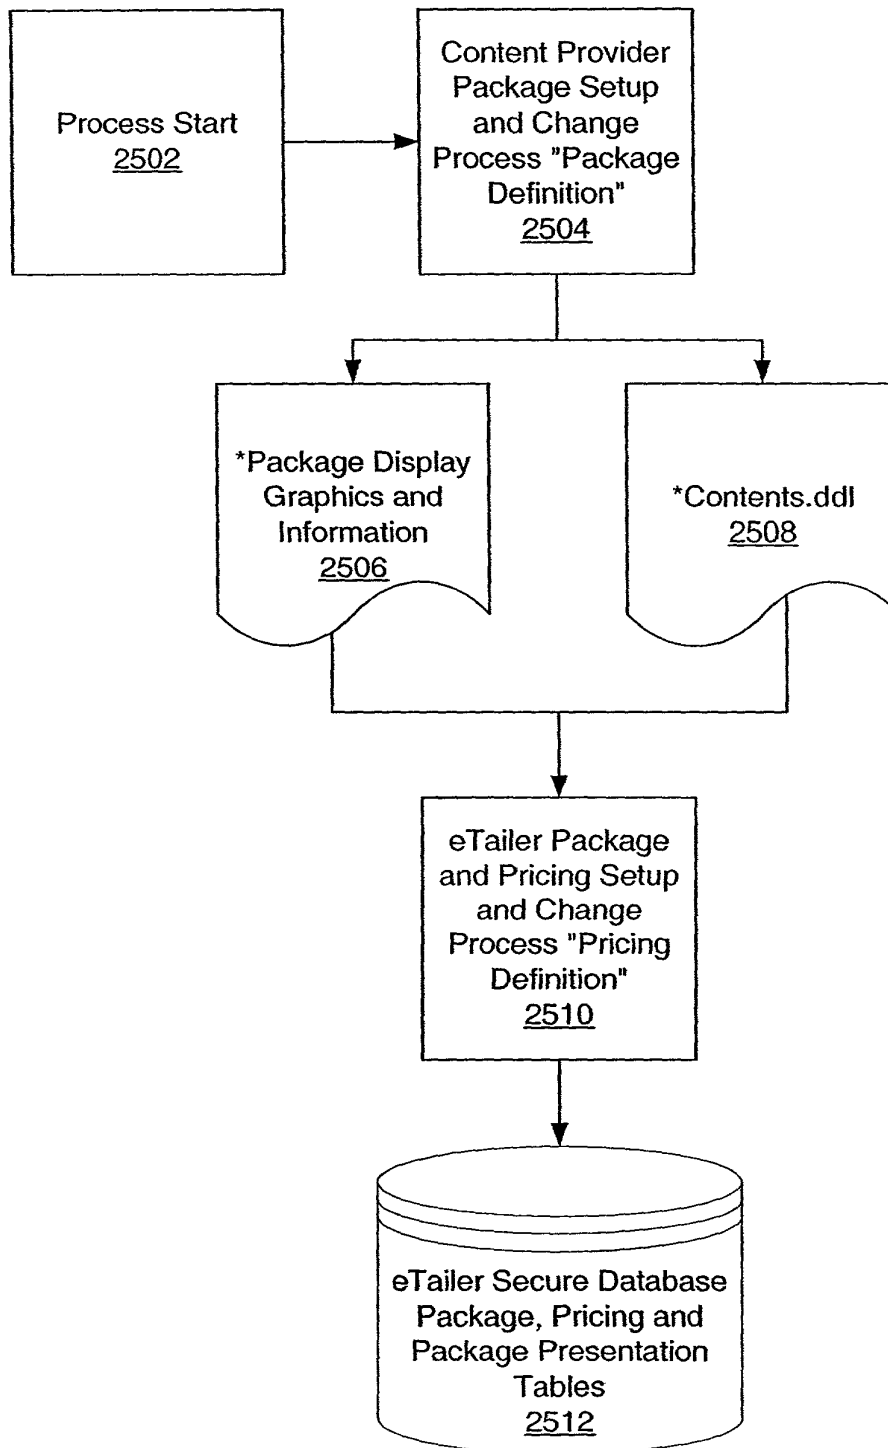 Process Start
2502
Content Provider
Package Setup
and Change
Process "Package
Definition"
2504
*Package Display
Graphics and
Information
2506
*Contents.ddl
2508
eTailer Package
and Pricing Setup
and Change
Process "Pricing
Definition"
2510
eTailer Secure Database
Package, Pricing and
Package Presentation
Tables
2512